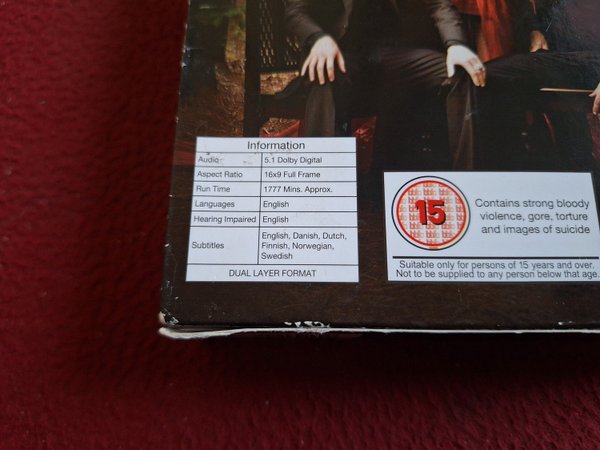 Information
Audio 5.1 Dolby Digital
Aspect Ratio 16x9 Full Frame
Run Time 1777 Mins. Approx.
Languages English
Hearing Impaired English
Subtitles English, Danish, Dutch,
Finnish, Norwegian,
Swedish
DUAL LAYER FORMAT
15
Contains strong bloody
violence, gore, torture
and images of suicide
Suitable only for persons of 15 years and over.
Not to be supplied to any person below that age.